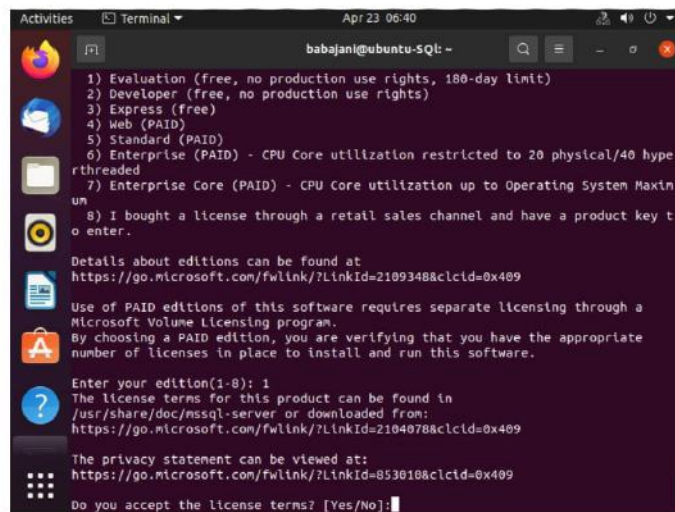 Activities
Terminal
Apr 23 06:40
babajani@ubuntu-SQl: ~
1) Evaluation (free, no production use rights, 180-day limit)
2) Developer (free, no production use rights)
3) Express (free)
4) Web (PAID)
5) Standard (PAID)
6) Enterprise (PAID) - CPU Core utilization restricted to 20 physical/40 hype
rthreaded
7) Enterprise Core (PAID) - CPU Core utilization up to Operating System Maxim
um
8) I bought a license through a retail sales channel and have a product key t
o enter.
Details about editions can be found at
https://go.microsoft.com/fwlink/?LinkId=2109348&clcid=0x409
Use of PAID editions of this software requires separate licensing through a
Microsoft Volume Licensing program.
By choosing a PAID edition, you are verifying that you have the appropriate
number of licenses in place to install and run this software.
Enter your edition(1-8): 1
The license terms for this product can be found in
/usr/share/doc/mssql-server or downloaded from:
https://go.microsoft.com/fwlink/?LinkId=2104078&clcid=0x409
The privacy statement can be viewed at:
https://go.microsoft.com/fwlink/?LinkId=853010&clcid=0x409
Do you accept the license terms? [Yes/No]: